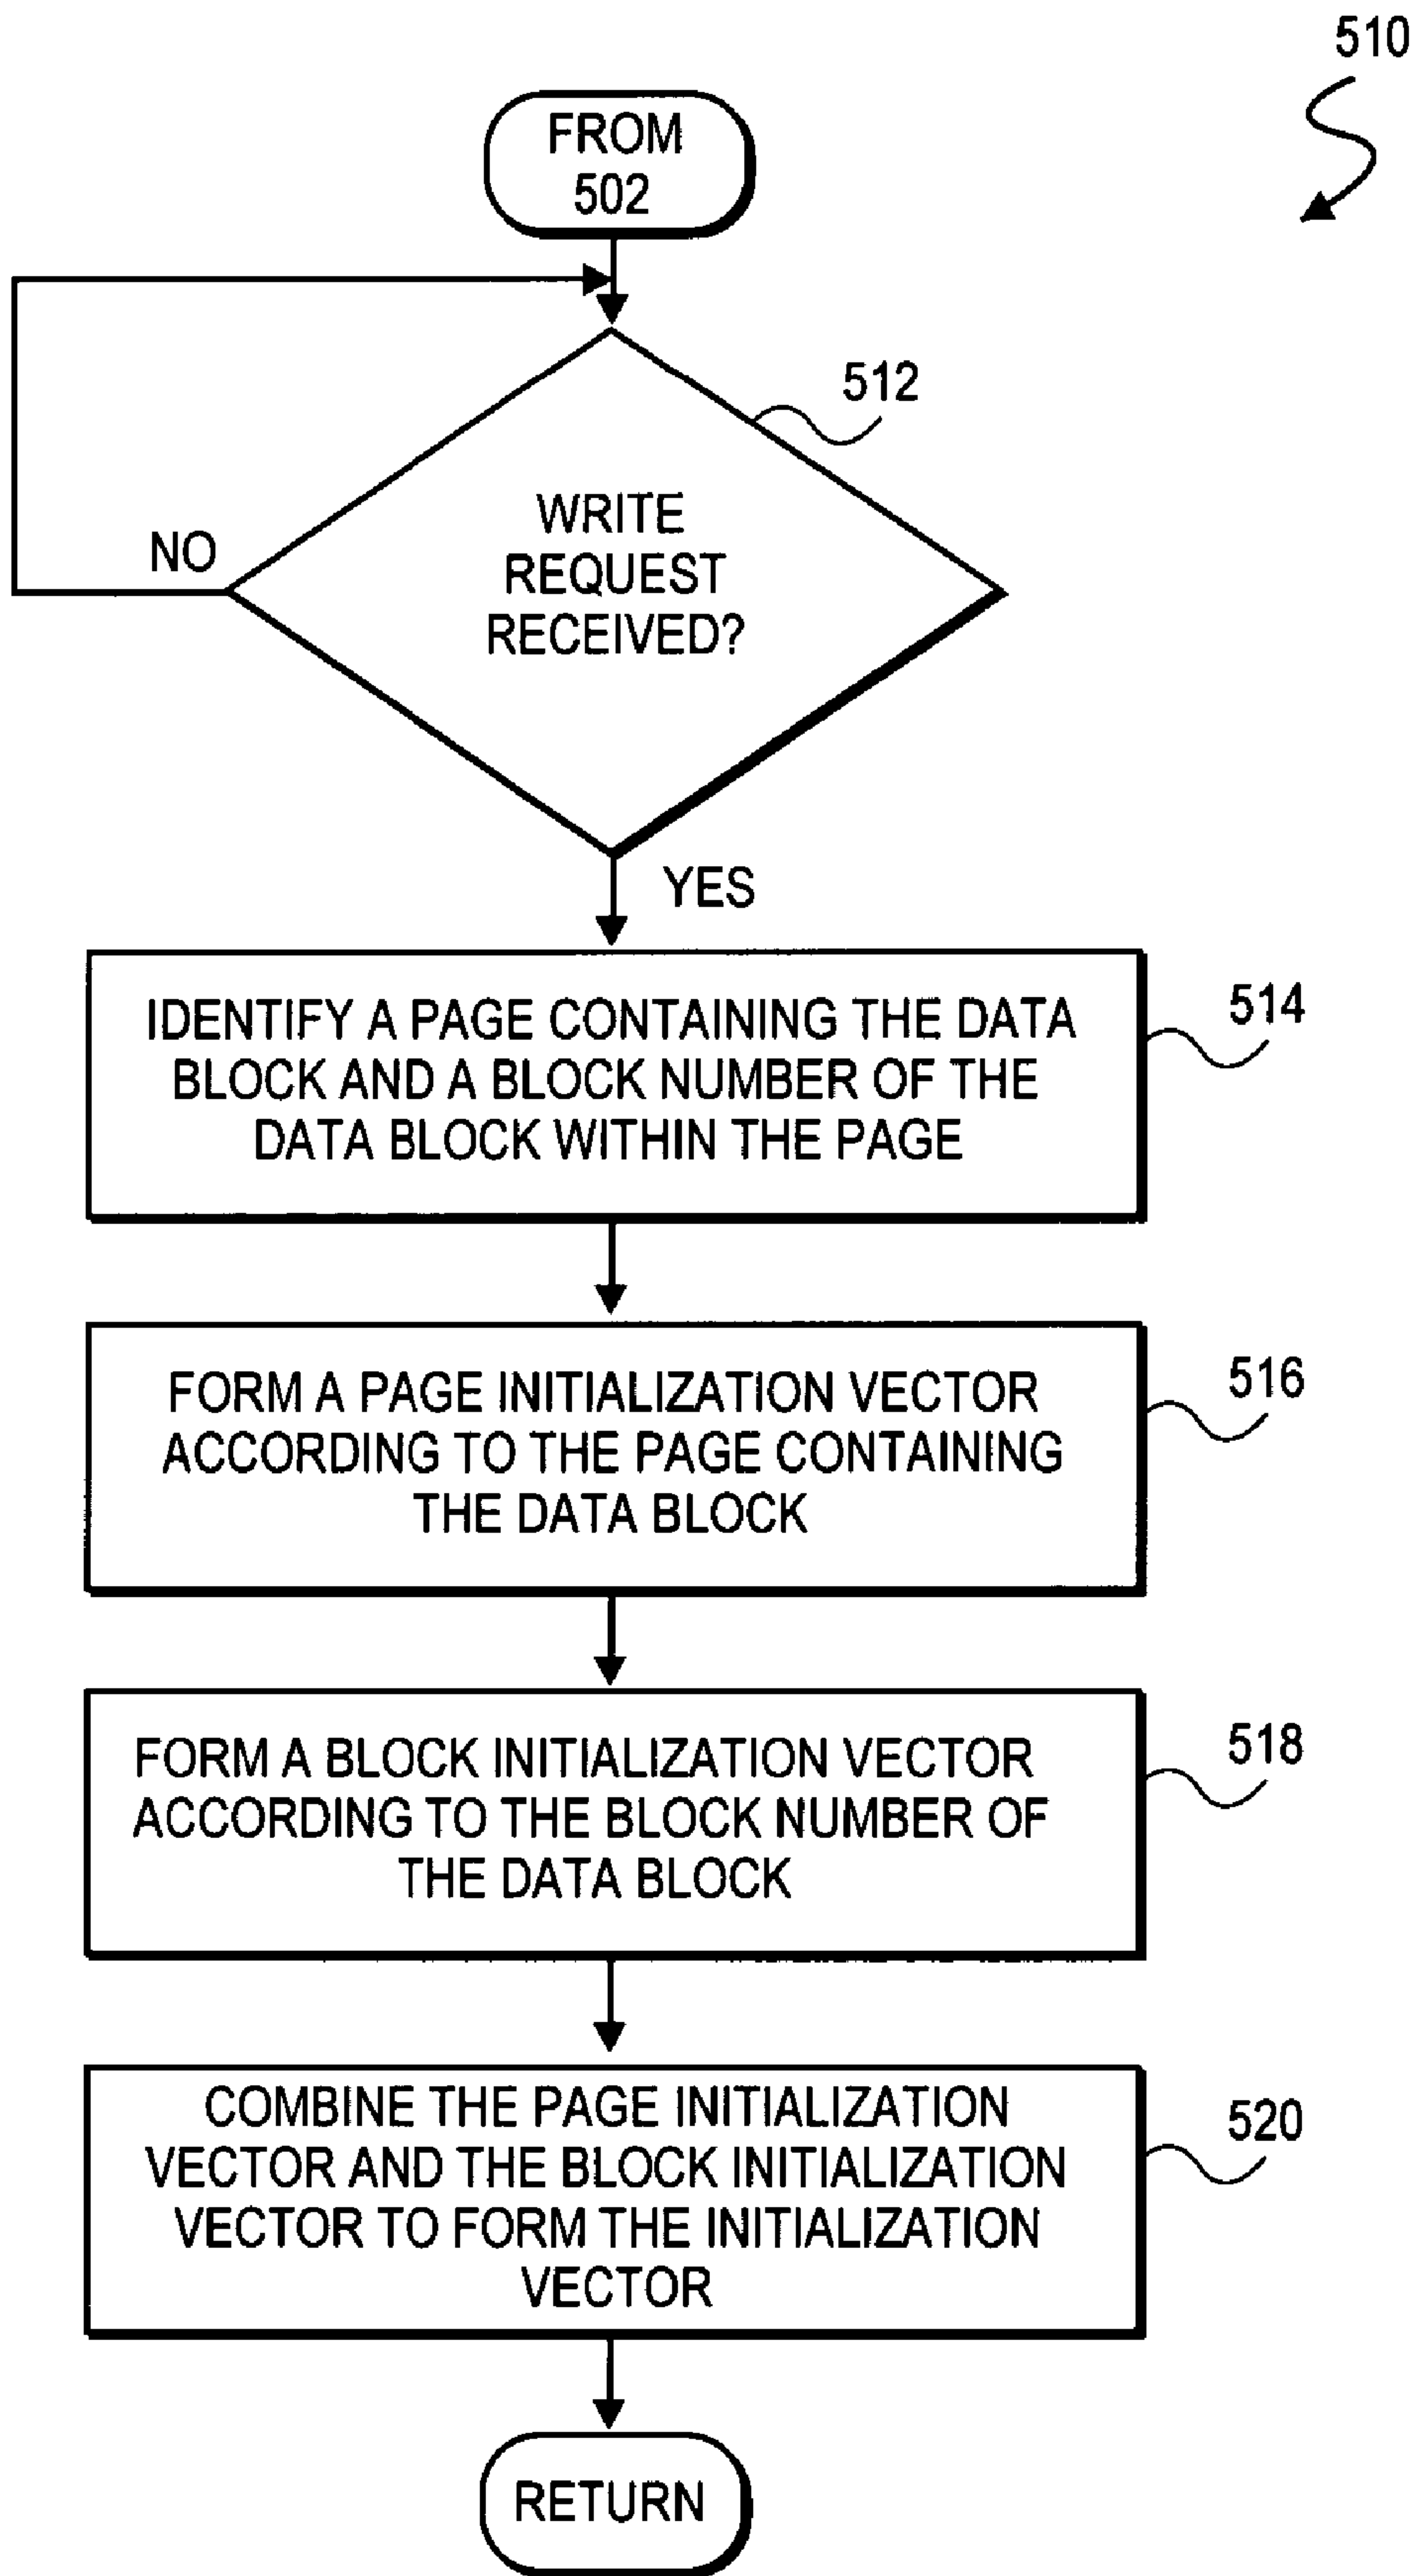 510
FROM
502
512
WRITE
REQUEST
RECEIVED?
NO
YES
514
IDENTIFY A PAGE CONTAINING THE DATA
BLOCK AND A BLOCK NUMBER OF THE
DATA BLOCK WITHIN THE PAGE
516
FORM A PAGE INITIALIZATION VECTOR
ACCORDING TO THE PAGE CONTAINING
THE DATA BLOCK
518
FORM A BLOCK INITIALIZATION VECTOR
ACCORDING TO THE BLOCK NUMBER OF
THE DATA BLOCK
520
COMBINE THE PAGE INITIALIZATION
VECTOR AND THE BLOCK INITIALIZATION
VECTOR TO FORM THE INITIALIZATION
VECTOR
RETURN